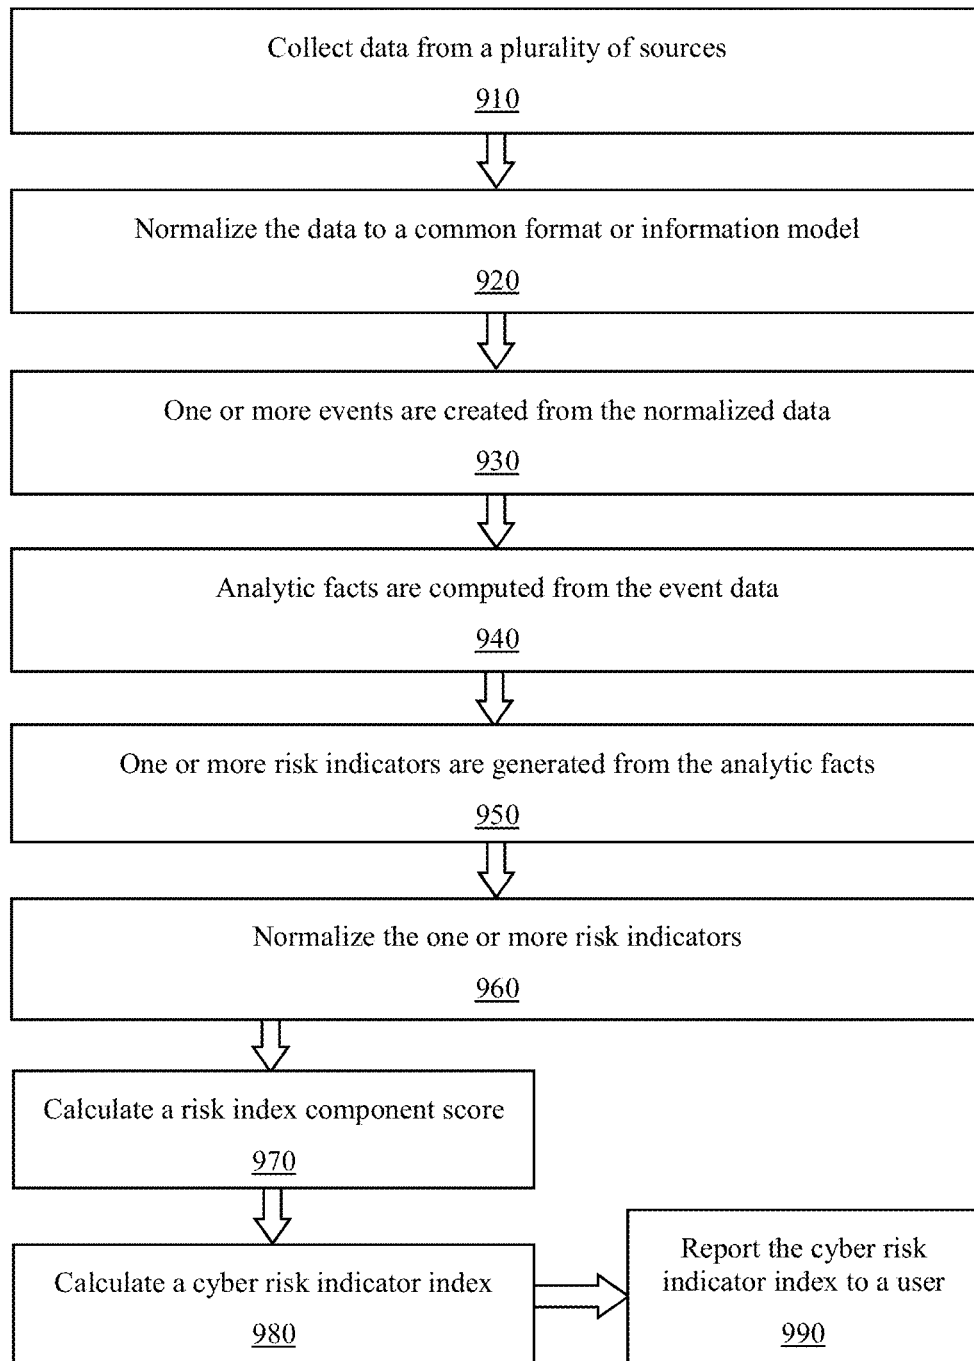 Collect data from a plurality of sources
910
Normalize the data to a common format or information model
920
One or more events are created from the normalized data
930
Analytic facts are computed from the event data
940
One or more risk indicators are generated from the analytic facts
950
Normalize the one or more risk indicators
960
Calculate a risk index component score
970
Calculate a cyber risk indicator index
980
Report the cyber risk
indicator index to a user
990